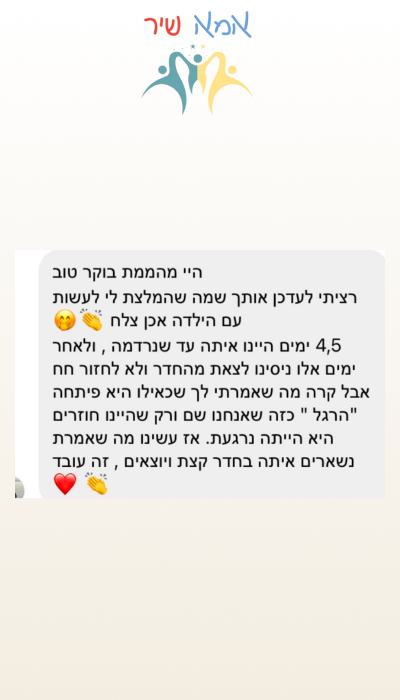 אמא שיר
היי מהממת בוקר טוב
רציתי לעדכן אותך שמה שהמלצת לי לעשות
עם הילדה אכן צלח 👏 🤭
4,5 ימים היינו איתה עד שנרדמה , ולאחר
ימים אלו ניסינו לצאת מהחדר ולא לחזור חח
אבל קרה מה שאמרתי לך שכאילו היא פיתחה
"הרגל " כזה שאנחנו שם ורק שהיינו חוזרים
היא הייתה נרגעת. אז עשינו מה שאמרת
נשארים איתה בחדר קצת ויוצאים , זה עובד
👏 ❤️